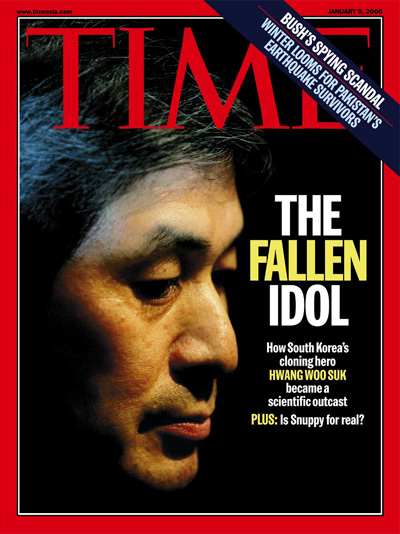 www.timeasia.com
JANUARY 9, 2006
TIME
BUSH'S SPYING SCANDAL
WINTER LOOMS FOR PAKISTAN'S
EARTHQUAKE SURVIVORS
THE
FALLEN
IDOL
How South Korea's
cloning hero
HWANG WOO SUK
became a
scientific outcast
PLUS: Is Snuppy for real?